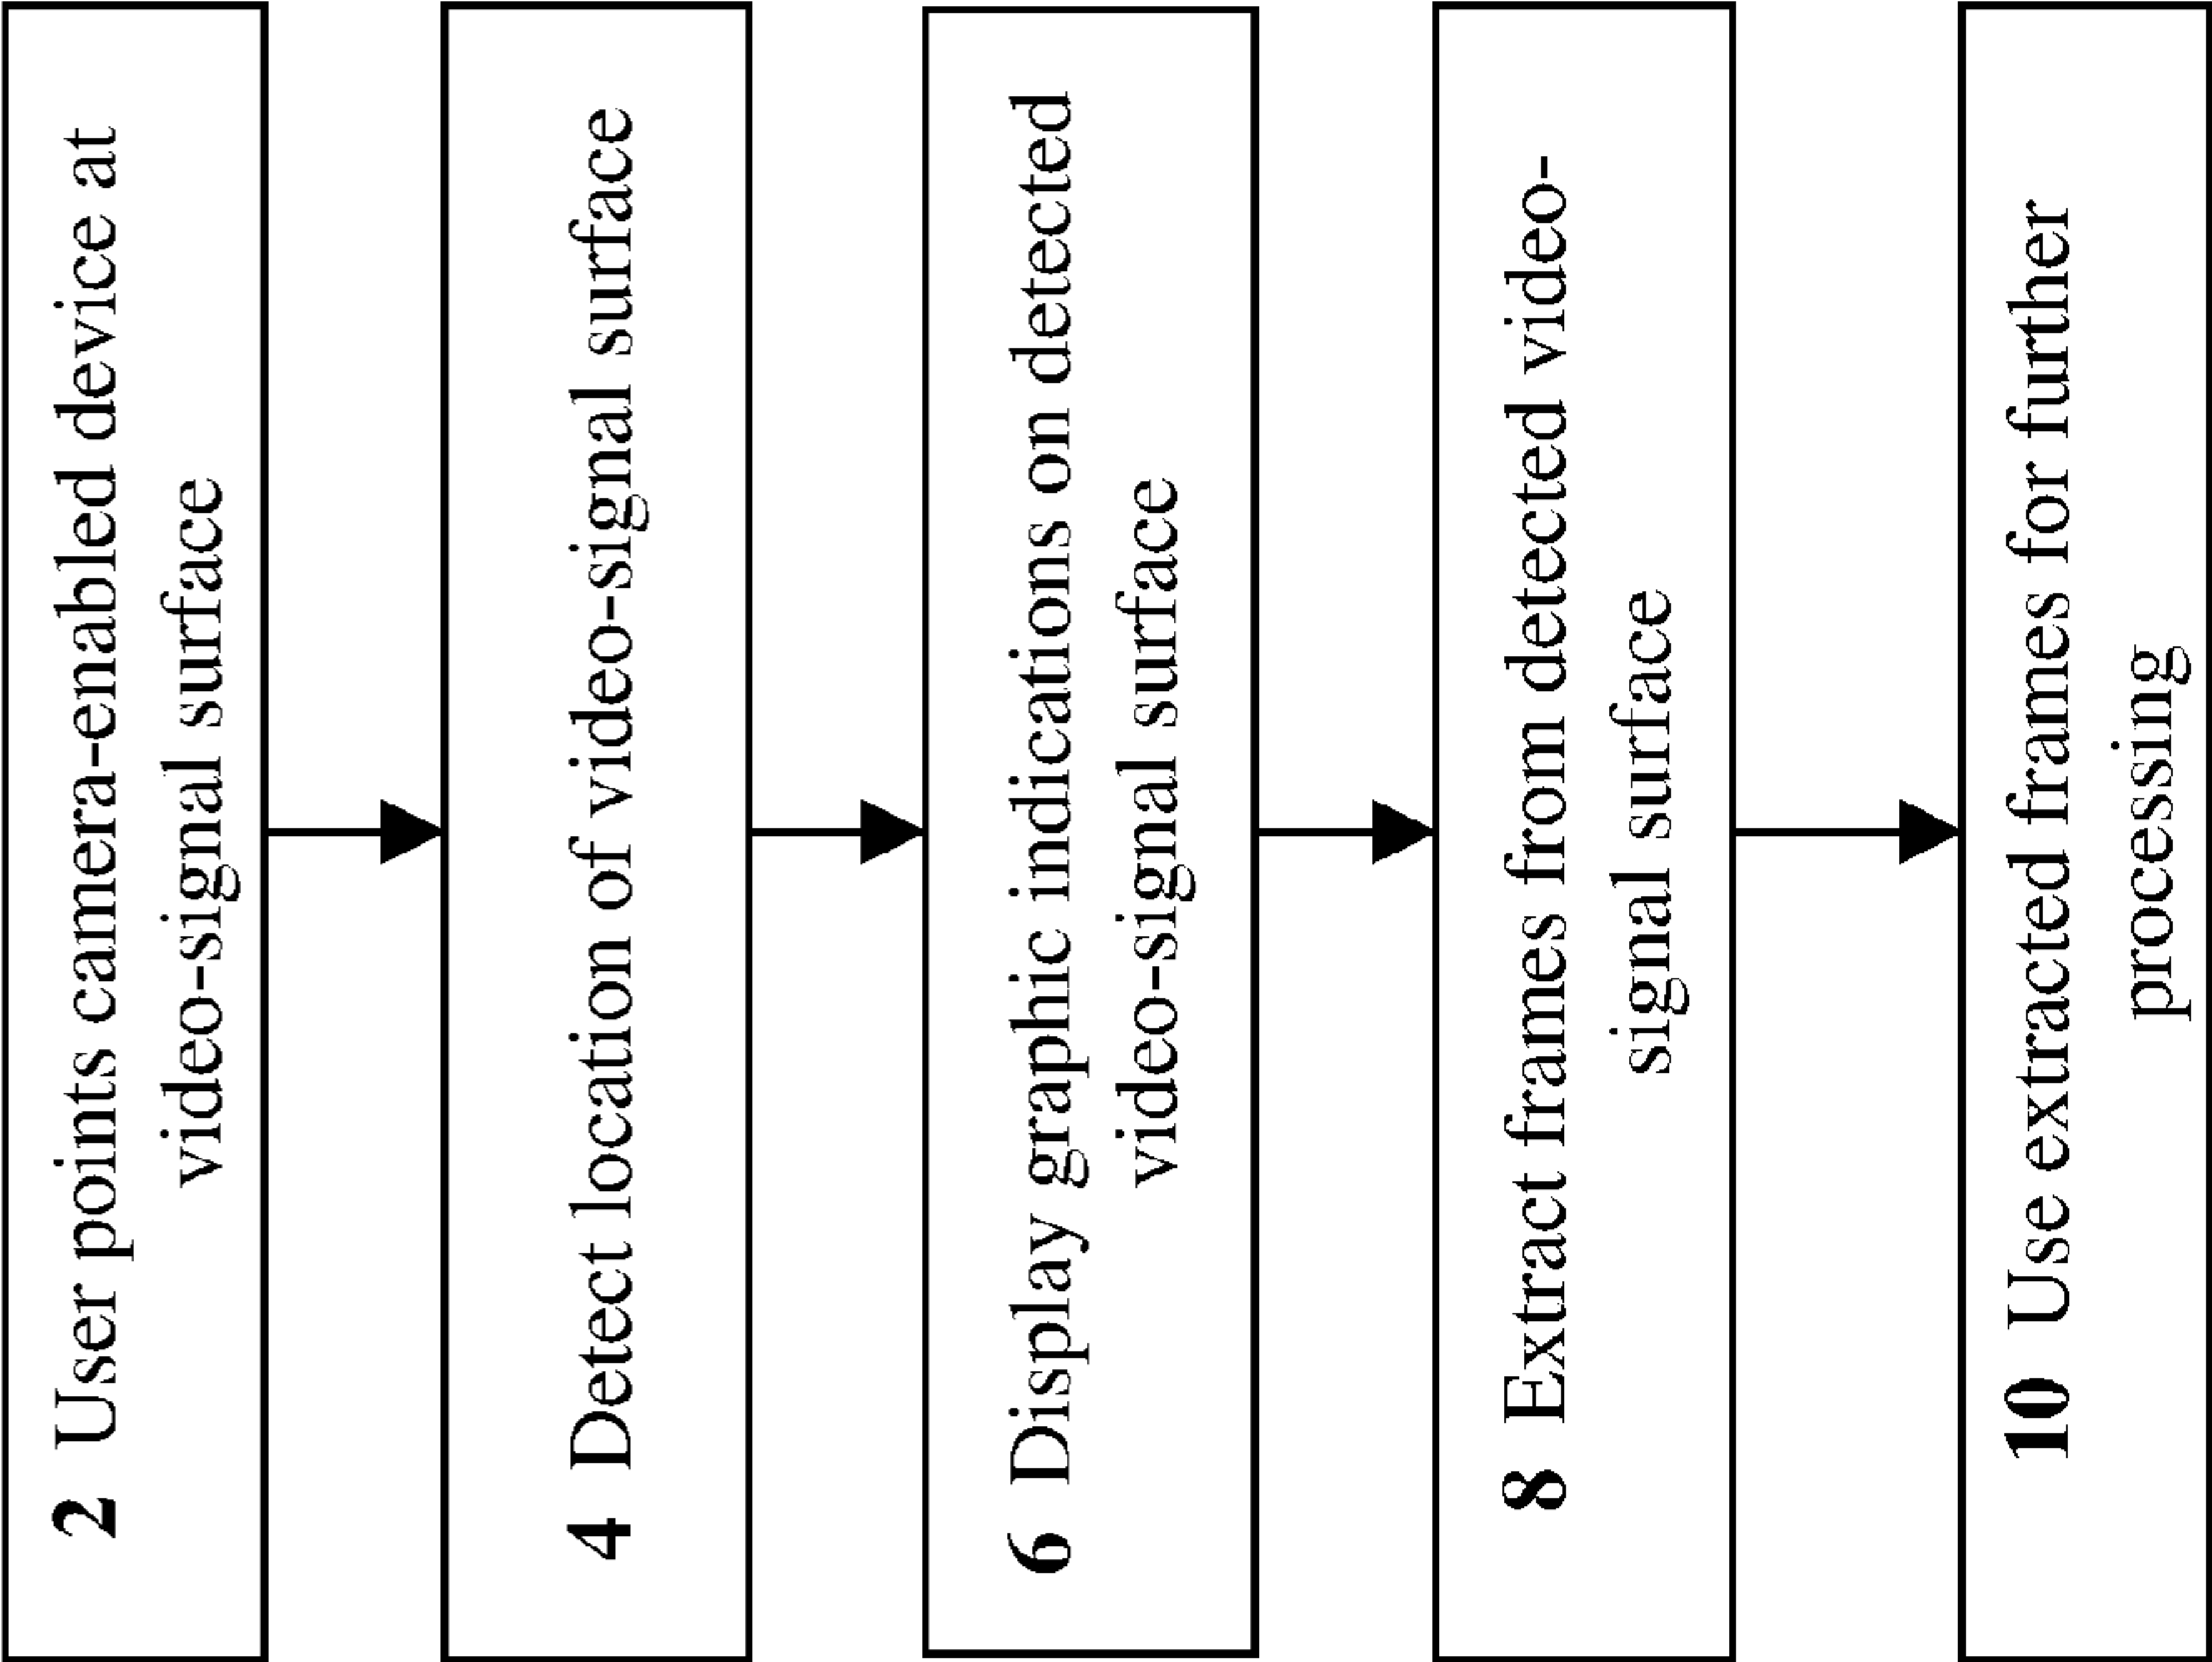 2 User points camera-enabled device at
video-signal surface
4 Detect location of video-signal surface
6 Display graphic indications on detected
video-signal surface
8 Extract frames from detected video-
signal surface
10 Use extracted frames for further
processing